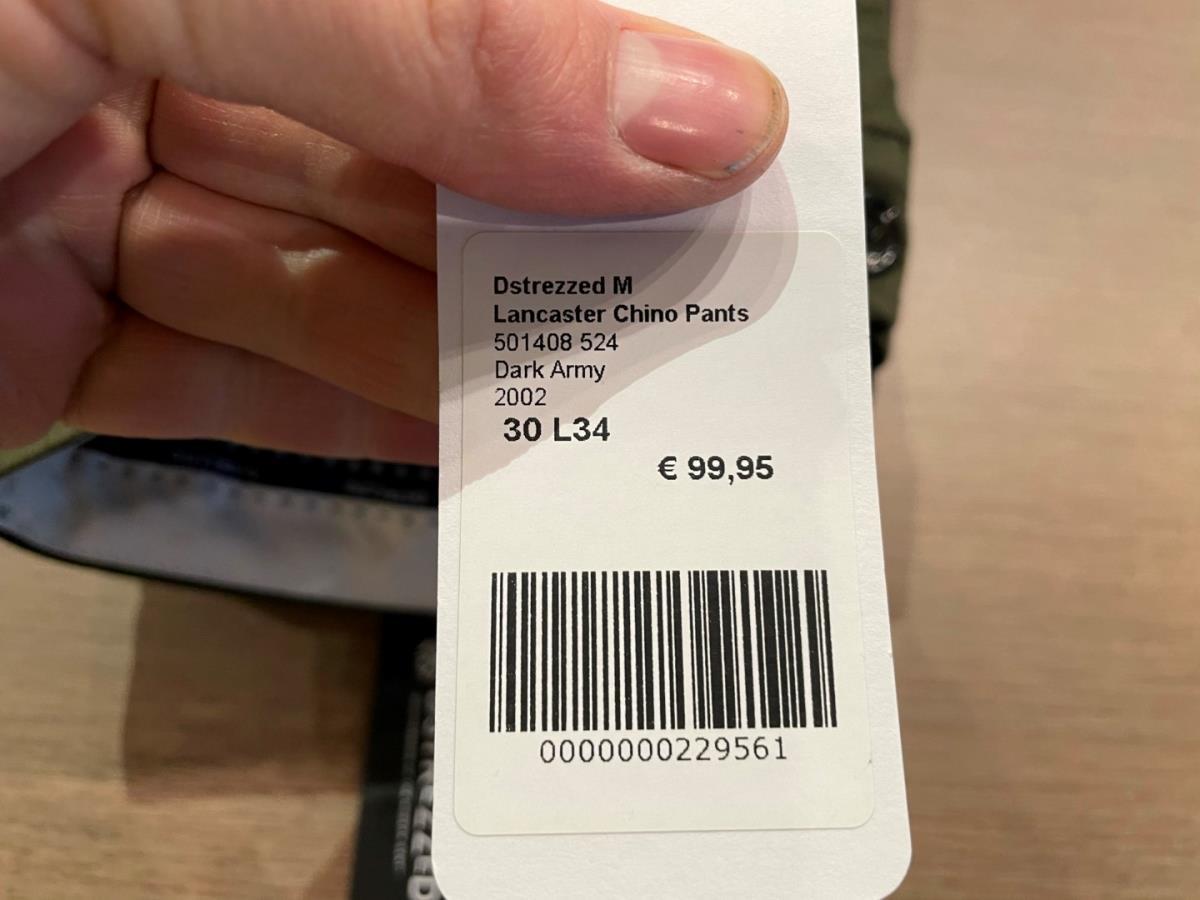 Dstrezzed M
Lancaster Chino Pants
501408 524
Dark Army
2002
30 L34
€ 99,95
0000000229561